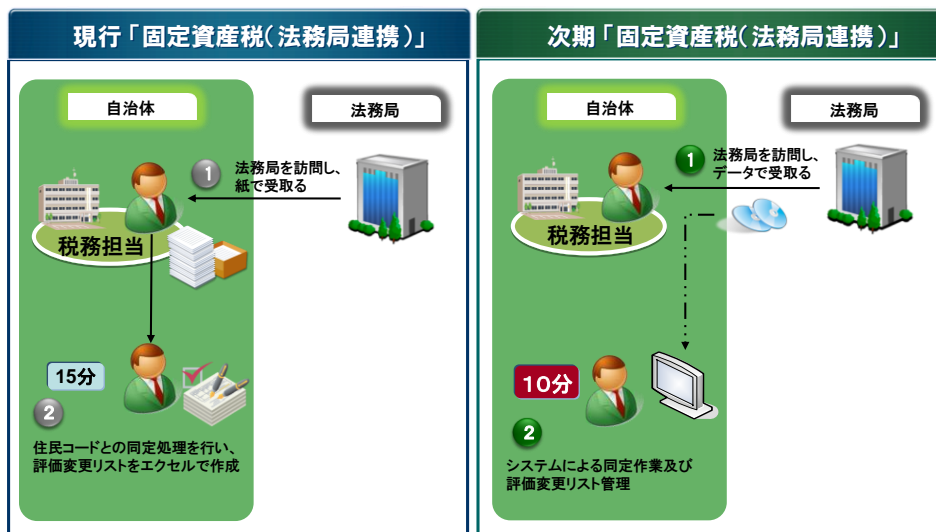 現行「固定資産税（法務局連携）」
自治体
法務局
1
法務局を訪問し、
紙で受取る
税務担当
15分
2
住民コードとの同定処理を行い、
評価変更リストをエクセルで作成
次期「固定資産税（法務局連携）」
自治体
法務局
1
法務局を訪問し、
データで受取る
税務担当
10分
2
システムによる同定作業及び
評価変更リスト管理